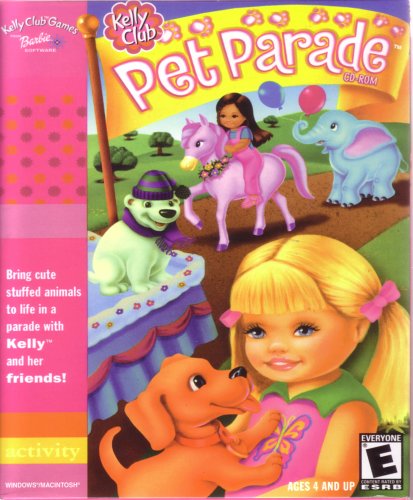 Kelly Club Games
Barbie
SOFTWARE
Kelly
Club
Pet Parade™
CD-ROM
Bring cute
stuffed animals
to life in a
parade with
Kelly™
and her
friends!
activity
WINDOWS®/MACINTOSH®
AGES 4 AND UP
EVERYONE
E
CONTENT RATED BY
ESRB